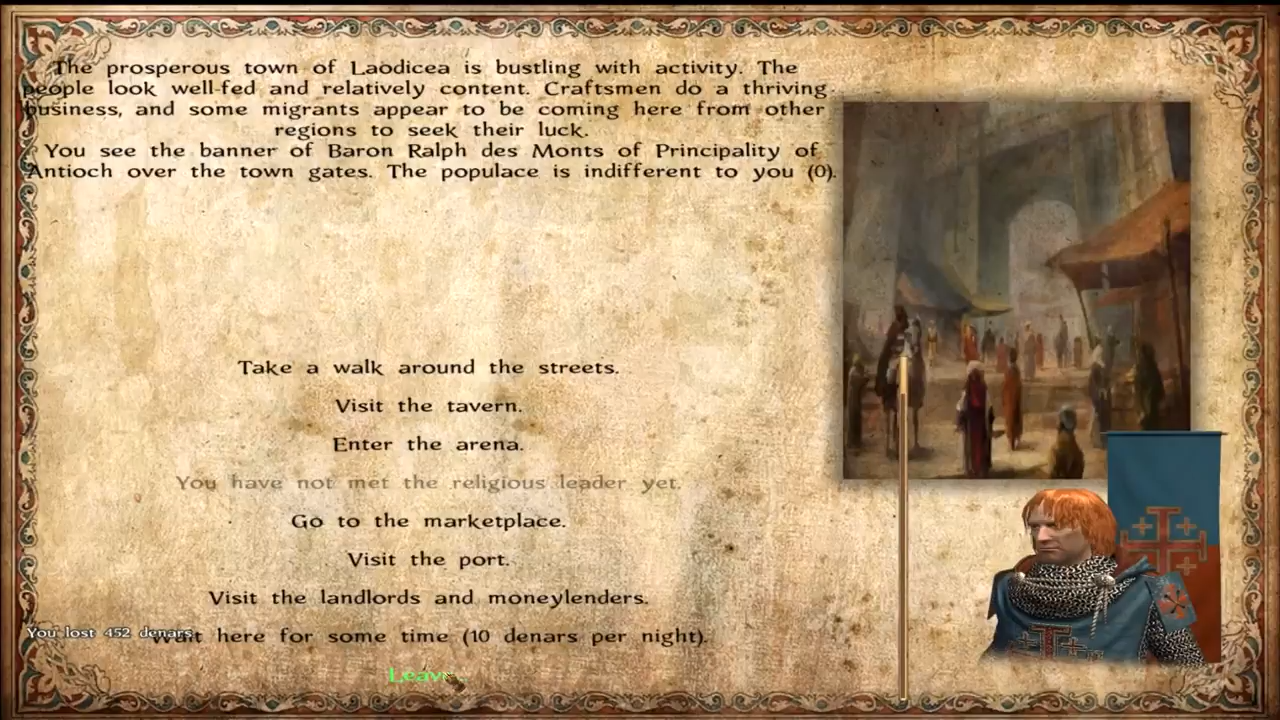 The prosperous town of Laodicea is bustling with activity. The
people look well-fed and relatively content. Craftsmen do a thriving
business, and some migrants appear to be coming here from other
regions to seek their luck.
You see the banner of Baron Ralph des Monts of Principality of
Antioch over the town gates. The populace is indifferent to you (0).
Take a walk around the streets.
Visit the tavern.
Enter the arena.
You have not met the religious leader yet.
Go to the marketplace.
Visit the port.
Visit the landlords and moneylenders.
You lost 452 denars.
Wait here for some time (10 denars per night).
Leave.